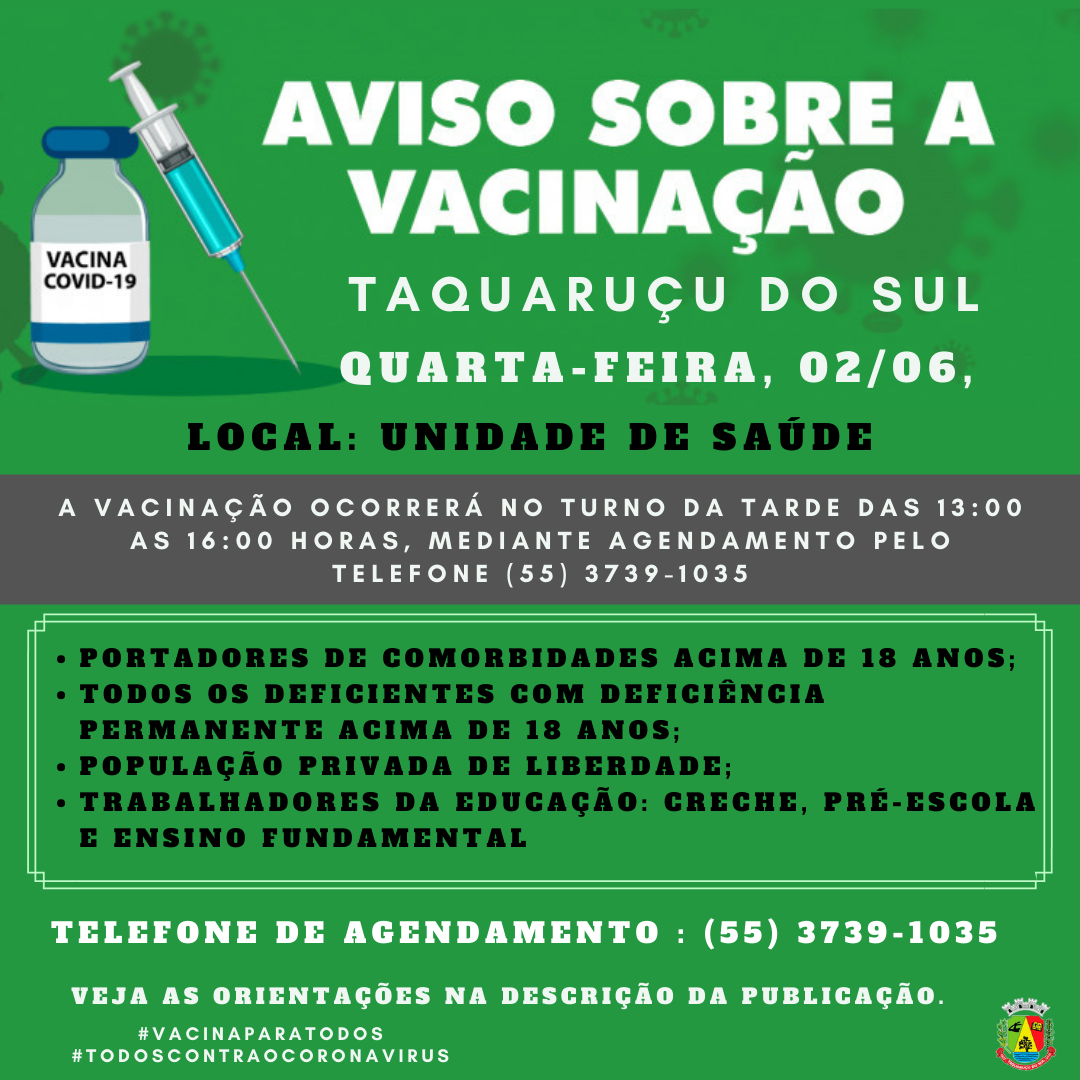 AVISO SOBRE A
VACINAÇÃO
VACINA
COVID-19
TAQUARUÇU DO SUL
QUARTA-FEIRA, 02/06,
LOCAL: UNIDADE DE SAÚDE
A VACINAÇÃO OCORRERÁ NO TURNO DA TARDE DAS 13:00
AS 16:00 HORAS, MEDIANTE AGENDAMENTO PELO
TELEFONE (55) 3739-1035
• PORTADORES DE COMORBIDADES ACIMA DE 18 ANOS;
• TODOS OS DEFICIENTES COM DEFICIÊNCIA
PERMANENTE ACIMA DE 18 ANOS;
• POPULAÇÃO PRIVADA DE LIBERDADE;
• TRABALHADORES DA EDUCAÇÃO: CRECHE, PRÉ-ESCOLA
E ENSINO FUNDAMENTAL
TELEFONE DE AGENDAMENTO : (55) 3739-1035
VEJA AS ORIENTAÇÕES NA DESCRIÇÃO DA PUBLICAÇÃO.
#VACINAPARATODOS
#TODOSCONTRAOCORONAVIRUS